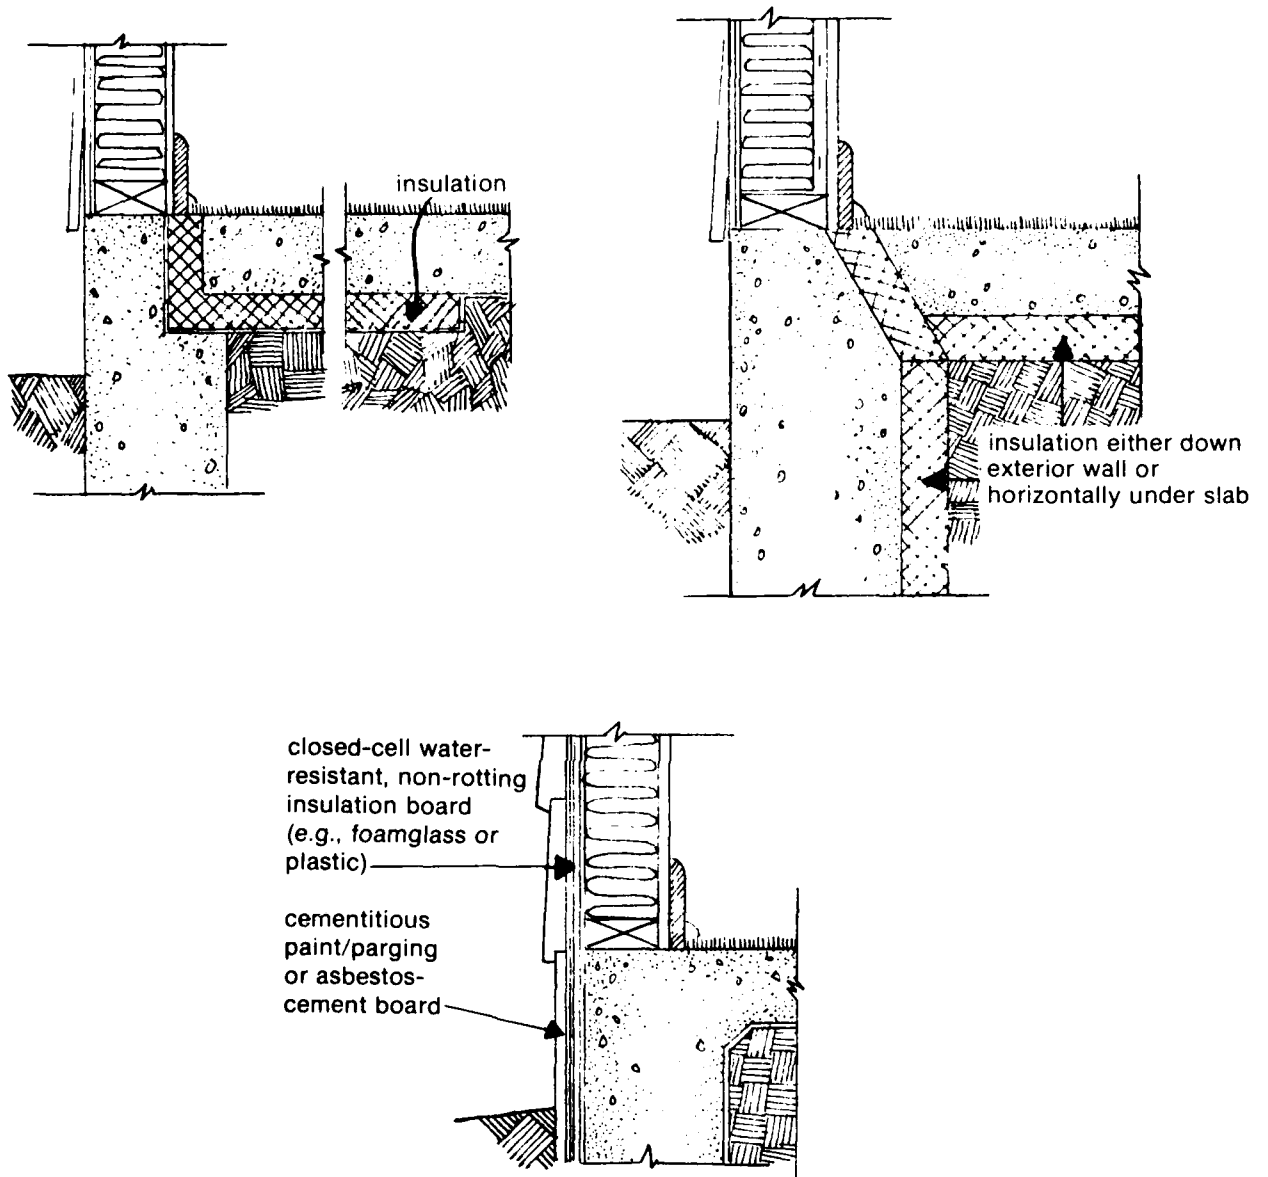 insulation
insulation either down
exterior wall or
horizontally under slab
closed-cell water-
resistant, non-rotting
insulation board
(e.g., foamglass or
plastic)
cementitious
paint/parging
or asbestos-
cement board